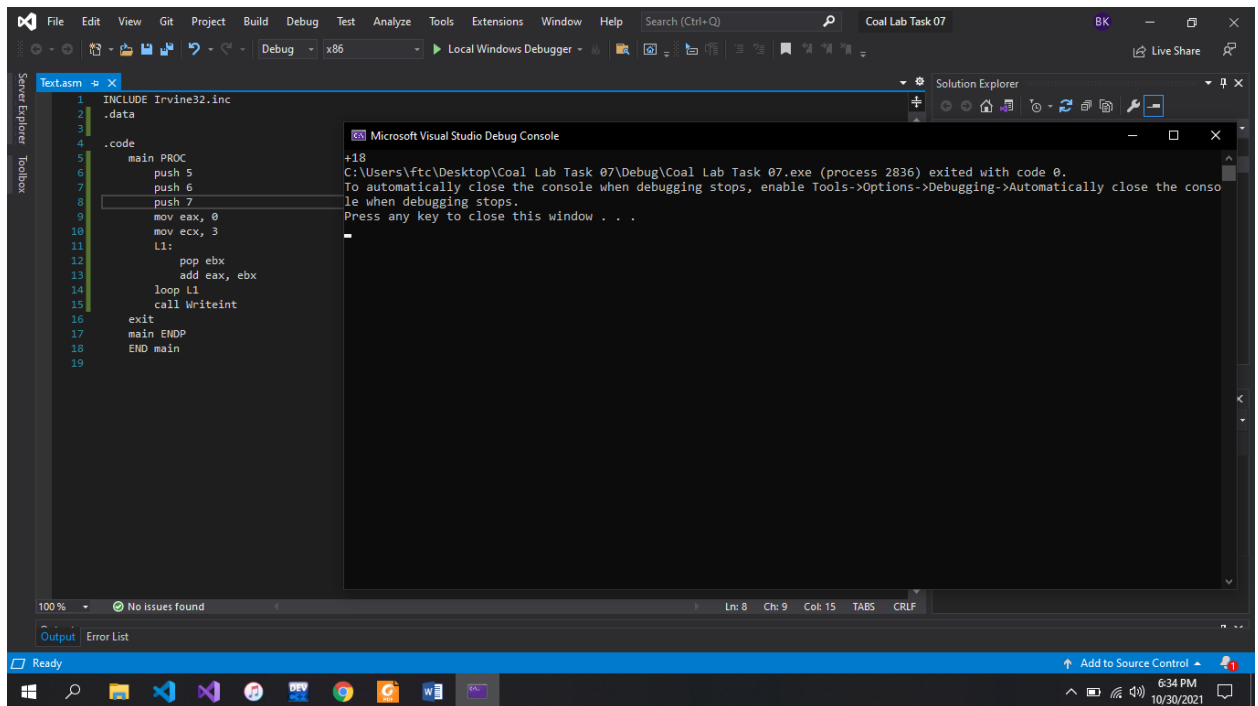 File Edit View Git Project Build Debug Test Analyze Tools Extensions Window Help Search (Ctrl+Q) Coal Lab Task 07 BK
Debug x86 Local Windows Debugger Live Share
Server Explorer
Toolbox
Text.asm
1 INCLUDE Irvine32.inc
2 .data
3
4 .code
5 main PROC
6 push 5
7 push 6
8 push 7
9 mov eax, 0
10 mov ecx, 3
11 L1:
12 pop ebx
13 add eax, ebx
14 loop L1
15 call Writeint
16 exit
17 main ENDP
18 END main
19
Solution Explorer
Microsoft Visual Studio Debug Console
+18
C:\Users\ftc\Desktop\Coal Lab Task 07\Debug\Coal Lab Task 07.exe (process 2836) exited with code 0.
To automatically close the console when debugging stops, enable Tools->Options->Debugging->Automatically close the conso
le when debugging stops.
Press any key to close this window . . .
100 % No issues found Ln: 8 Ch: 9 Col: 15 TABS CRLF
Output Error List
Ready Add to Source Control 1
DEV
W
6:34 PM
10/30/2021